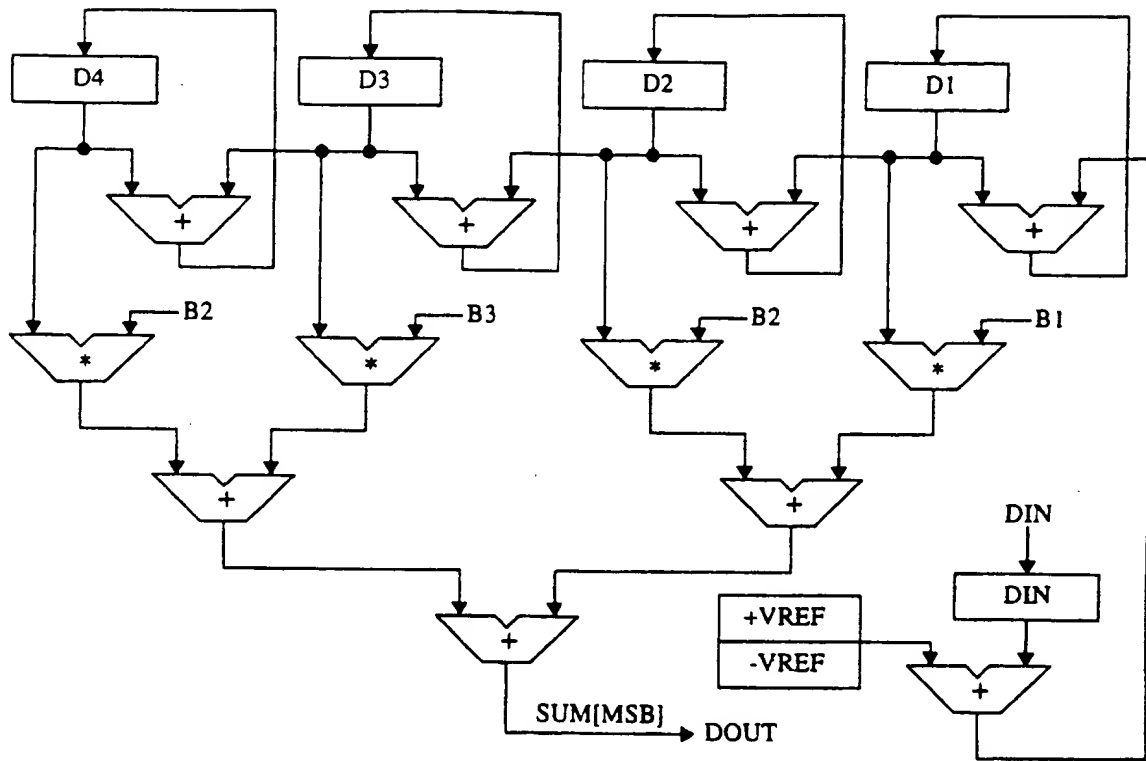 D4 D3 D2 D1
+ + + +
B2 B3 B2 B1
* * * *
+ +
DIN
DIN
+VREF
-VREF
+ +
SUM[MSB] DOUT